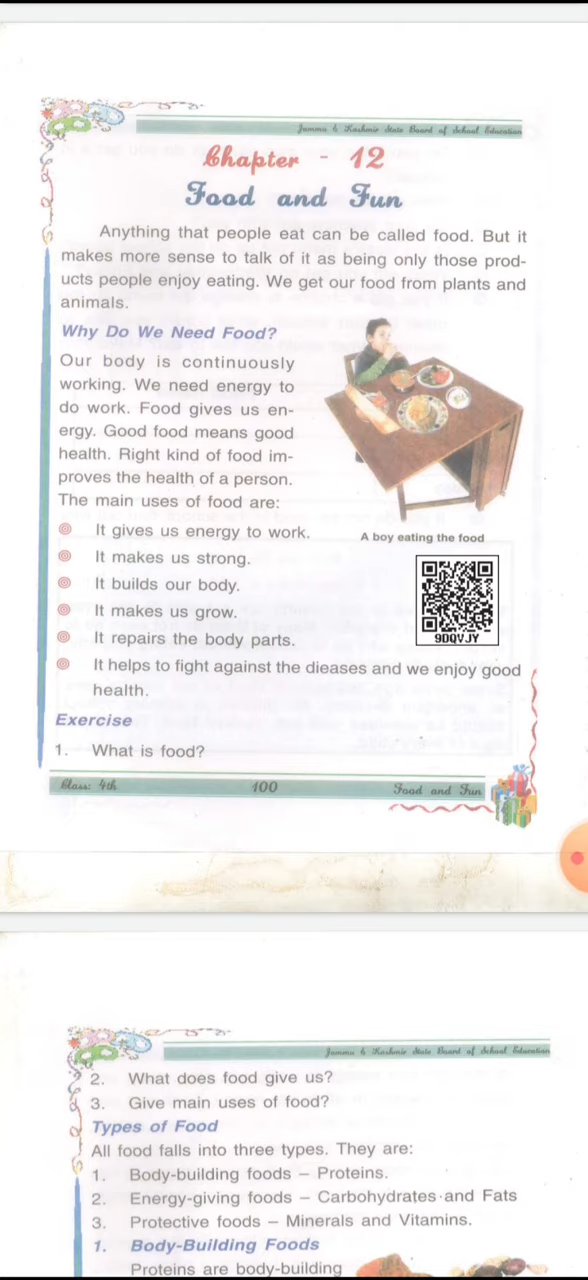 Jammu & Kashmir State Board of School Education
Chapter - 12
Food and Fun
Anything that people eat can be called food. But it
makes more sense to talk of it as being only those prod-
ucts people enjoy eating. We get our food from plants and
animals.
Why Do We Need Food?
Our body is continuously
working. We need energy to
do work. Food gives us en-
ergy. Good food means good
health. Right kind of food im-
proves the health of a person.
The main uses of food are:
It gives us energy to work.
A boy eating the food
It makes us strong.
It builds our body.
It makes us grow.
It repairs the body parts.
9DQVJY
It helps to fight against the dieases and we enjoy good
health.
Exercise
1. What is food?
Class: 4th 100 Food and Fun
Jammu & Kashmir State Board of School Education
2. What does food give us?
3. Give main uses of food?
Types of Food
All food falls into three types. They are:
1. Body-building foods – Proteins.
2. Energy-giving foods – Carbohydrates and Fats
3. Protective foods – Minerals and Vitamins.
1. Body-Building Foods
Proteins are body-building